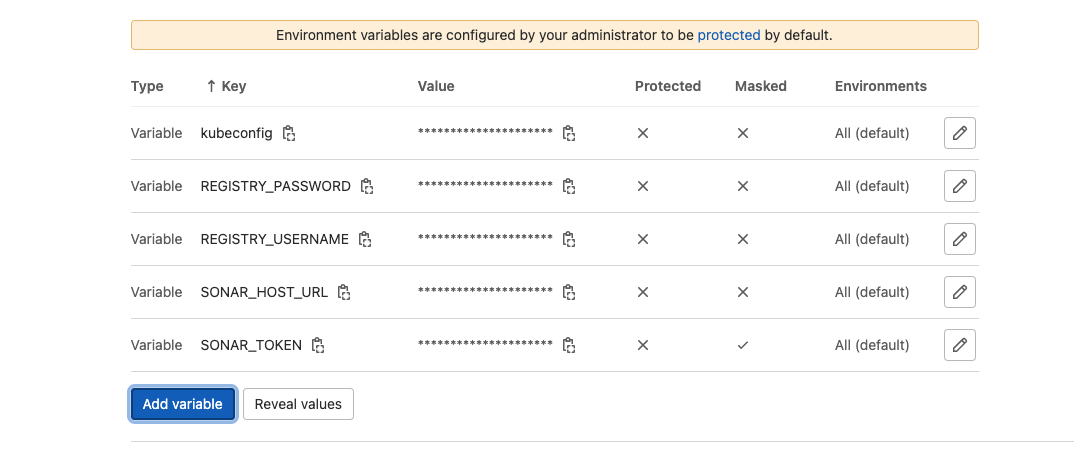 Environment variables are configured by your administrator to be protected by default.
Type ↑ Key Value Protected Masked Environments
Variable kubeconfig ********************* All (default)
Variable REGISTRY_PASSWORD ********************* All (default)
Variable REGISTRY_USERNAME ********************* All (default)
Variable SONAR_HOST_URL ********************* All (default)
Variable SONAR_TOKEN ********************* All (default)
Add variable Reveal values